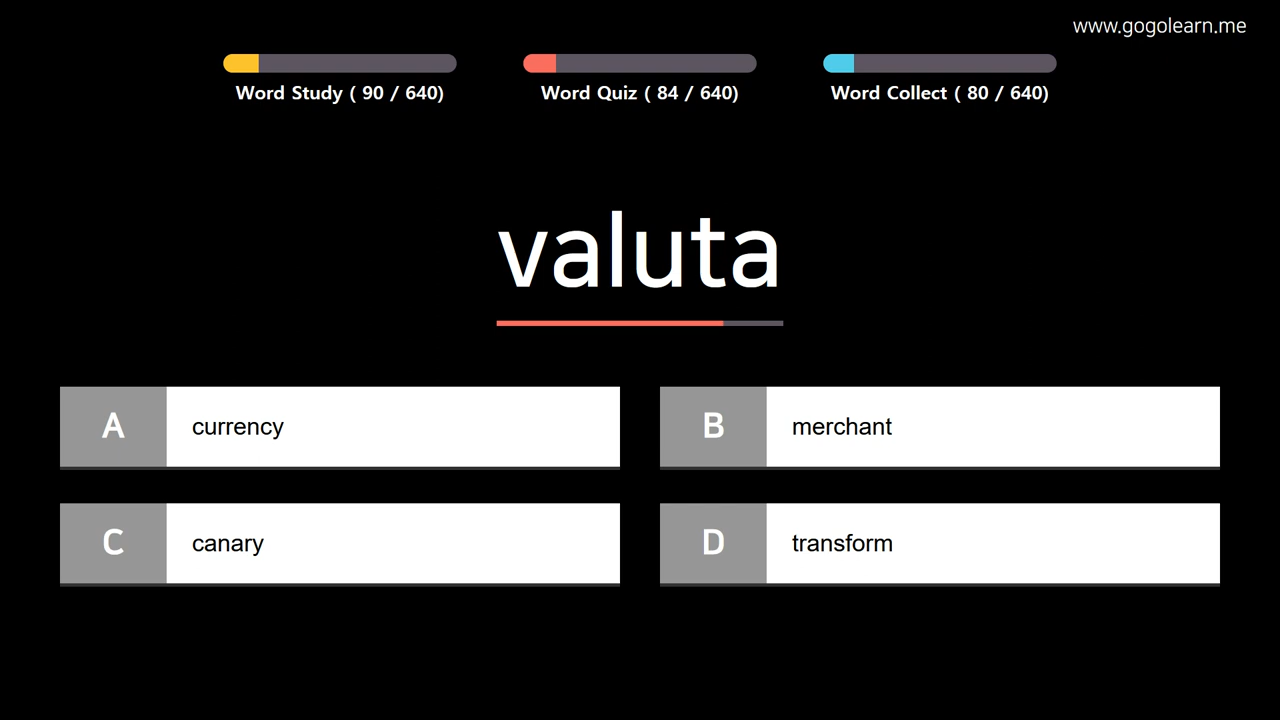 www.gogolearn.me
Word Study ( 90 / 640)
Word Quiz ( 84 / 640)
Word Collect ( 80 / 640)
valuta
A currency
B merchant
C canary
D transform